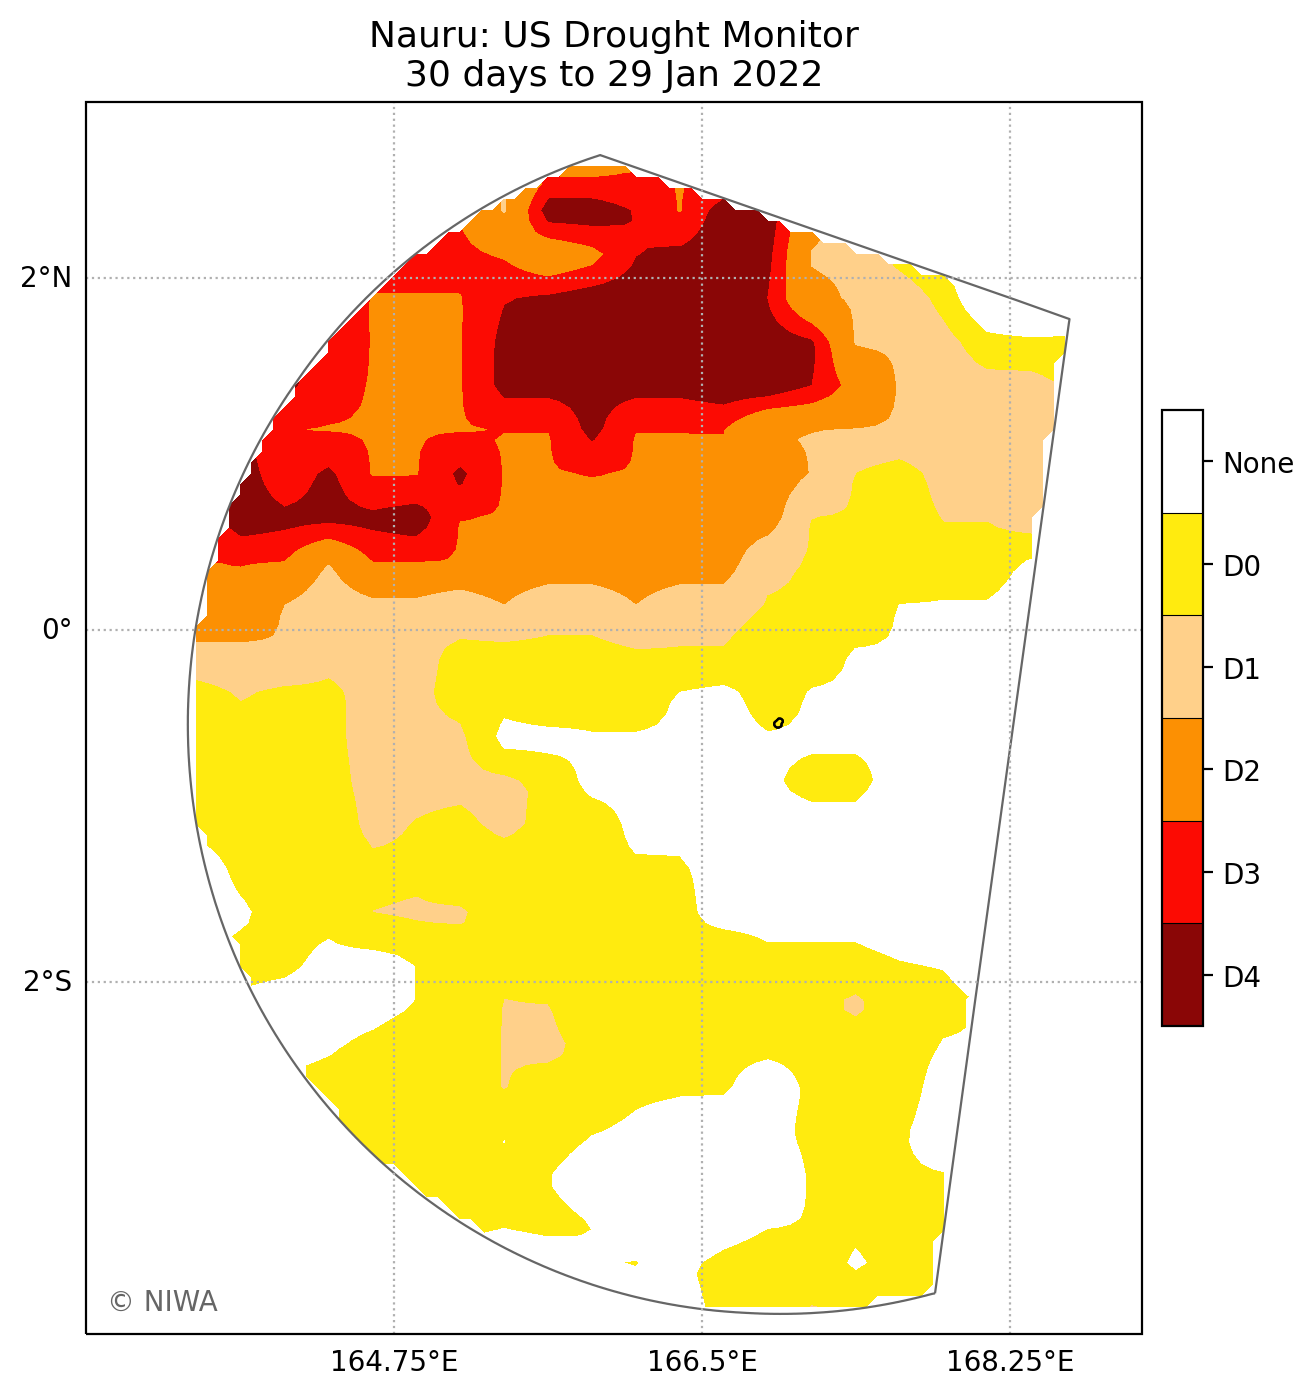 Nauru: US Drought Monitor
30 days to 29 Jan 2022
2°N
0°
2°S
164.75°E
166.5°E
168.25°E
None
D0
D1
D2
D3
D4
© NIWA